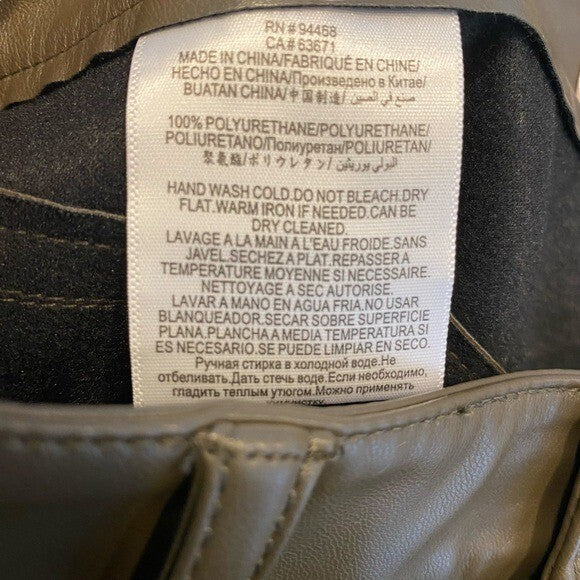 RN # 94468
CA # 63671
MADE IN CHINA/FABRIQUÉ EN CHINE/
HECHO EN CHINA/Произведено в Китае/
BUATAN CHINA/中国制造/ صنع في الصين/
100% POLYURETHANE/POLYURETHANE/
POLIURETANO/Полиуретан/POLIURETAN/
聚氨酯/ポリウレタン/البولي يوريثين/
HAND WASH COLD.DO NOT BLEACH.DRY
FLAT.WARM IRON IF NEEDED.CAN BE
DRY CLEANED.
LAVAGE A LA MAIN A L'EAU FROIDE.SANS
JAVEL.SECHEZ A PLAT.REPASSER A
TEMPERATURE MOYENNE SI NECESSAIRE.
NETTOYAGE A SEC AUTORISE.
LAVAR A MANO EN AGUA FRIA.NO USAR
BLANQUEADOR.SECAR SOBRE SUPERFICIE
PLANA.PLANCHA A MEDIA TEMPERATURA SI
ES NECESARIO.SE PUEDE LIMPIAR EN SECO.
Ручная стирка в холодной воде.Не
отбеливать.Дать стечь воде.Если необходимо,
гладить теплым утюгом.Можно применять